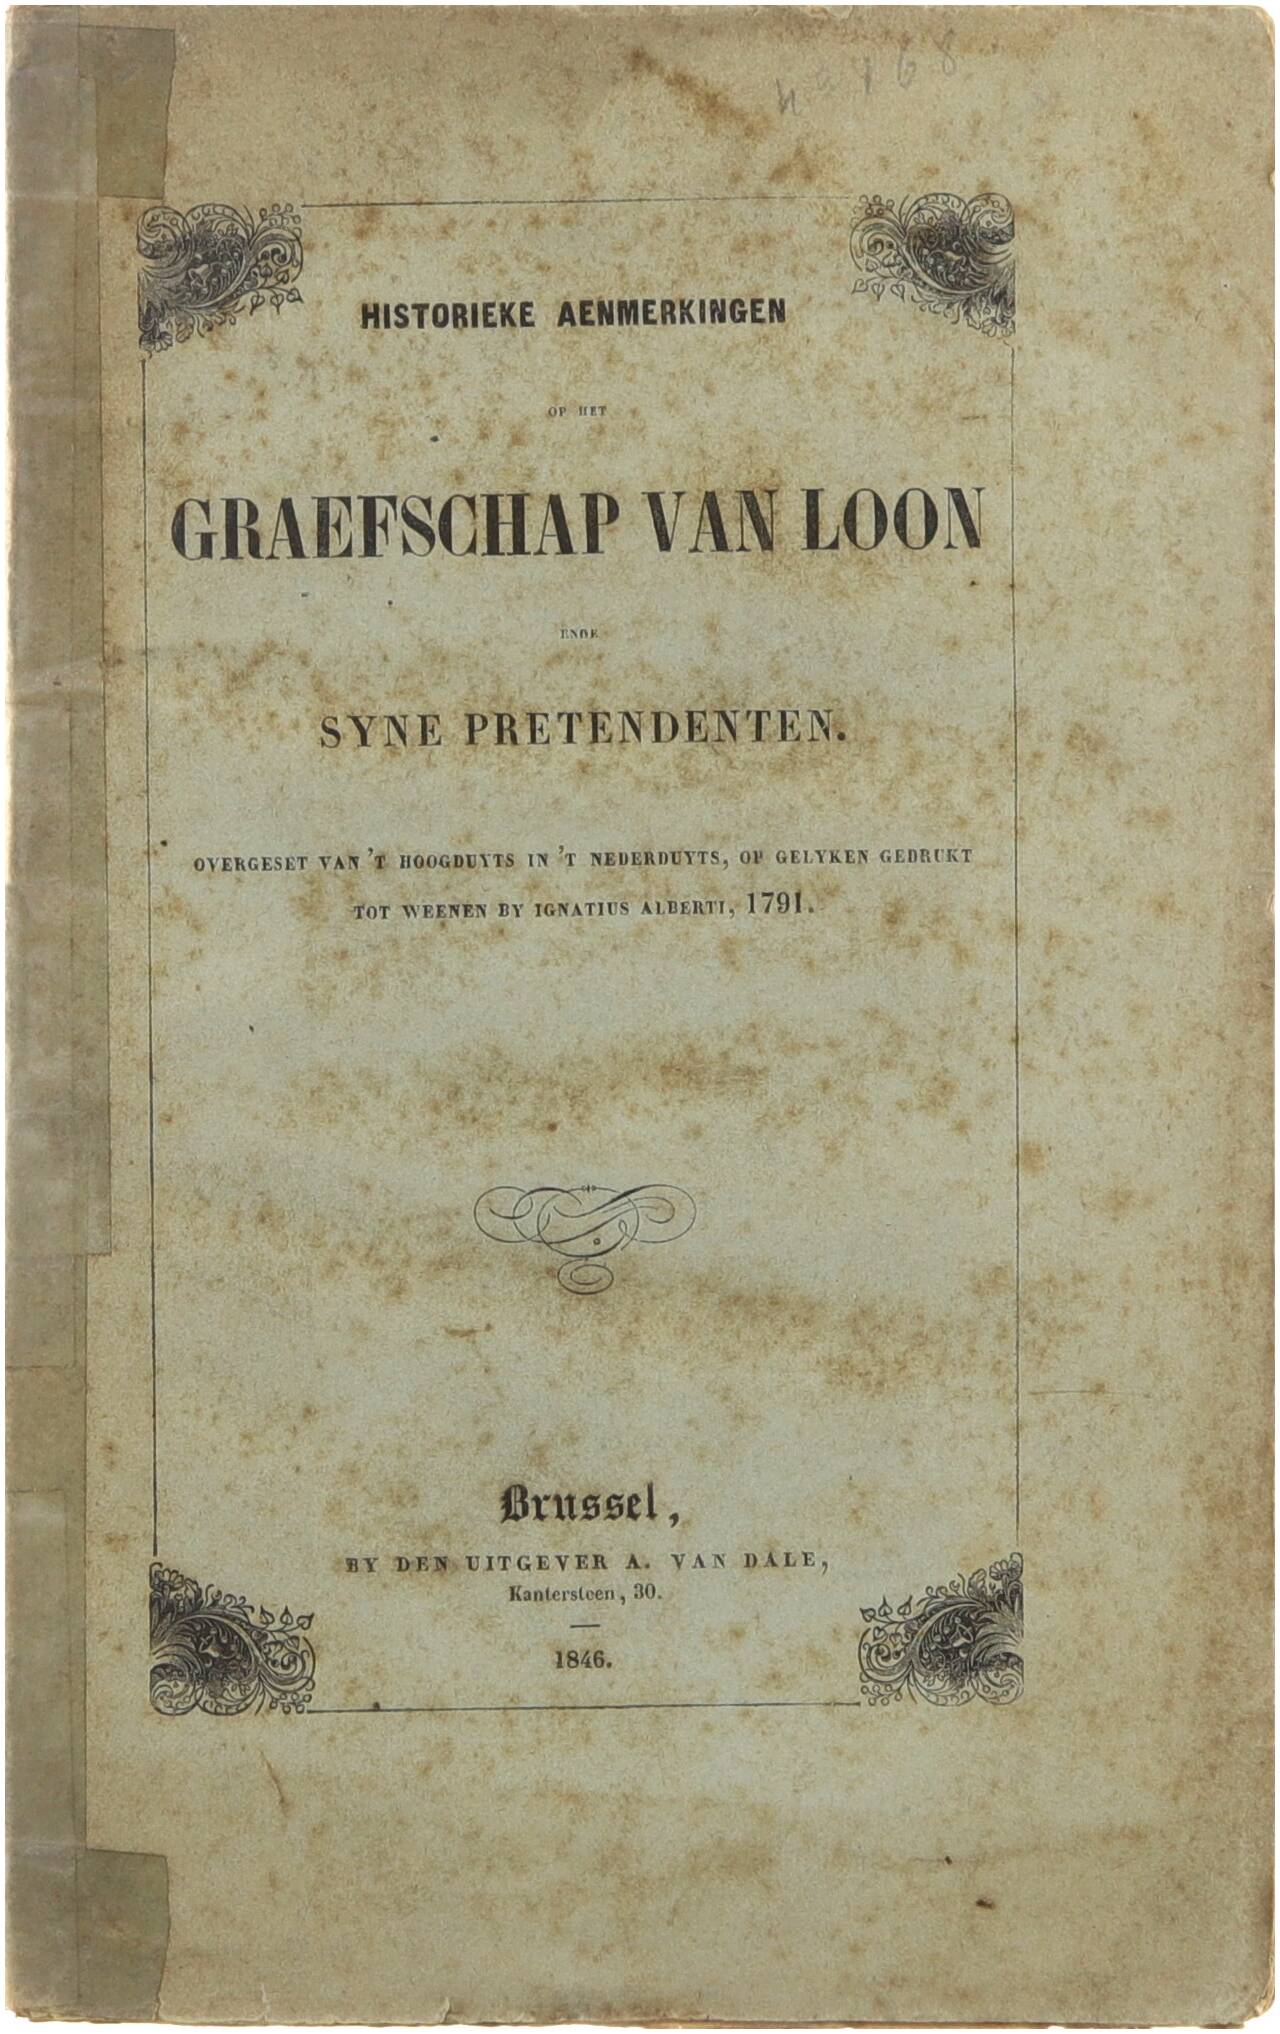 HISTORIEKE AENMERKINGEN
OP HET
GRAEFSCHAP VAN LOON
ENDE
SYNE PRETENDENTEN.
OVERGESET VAN 'T HOOGDUYTS IN 'T NEDERDUYTS, OP GELYKEN GEDRUKT
TOT WEENEN BY IGNATIUS ALBERTI, 1791.
Brussel,
BY DEN UITGEVER A. VAN DALE,
Kantersteen, 30.
1846.